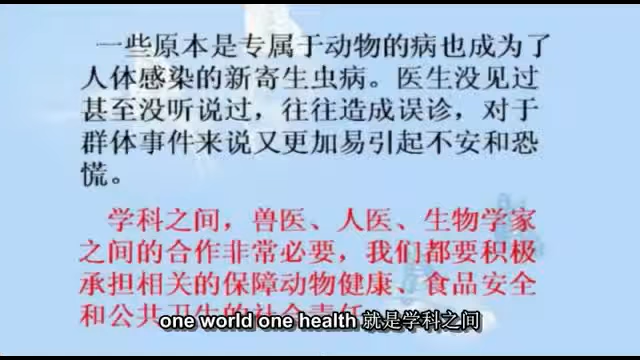 一些原本是专属于动物的病也成为了
人体感染的新寄生虫病。医生没见过
甚至没听说过，往往造成误诊，对于
群体事件来说又更加易引起不安和恐
慌。
学科之间，兽医、人医、生物学家
之间的合作非常必要，我们都要积极
承担相关的保障动物健康、食品安全
和公共卫生的社会责任
one world one health 就是学科之间